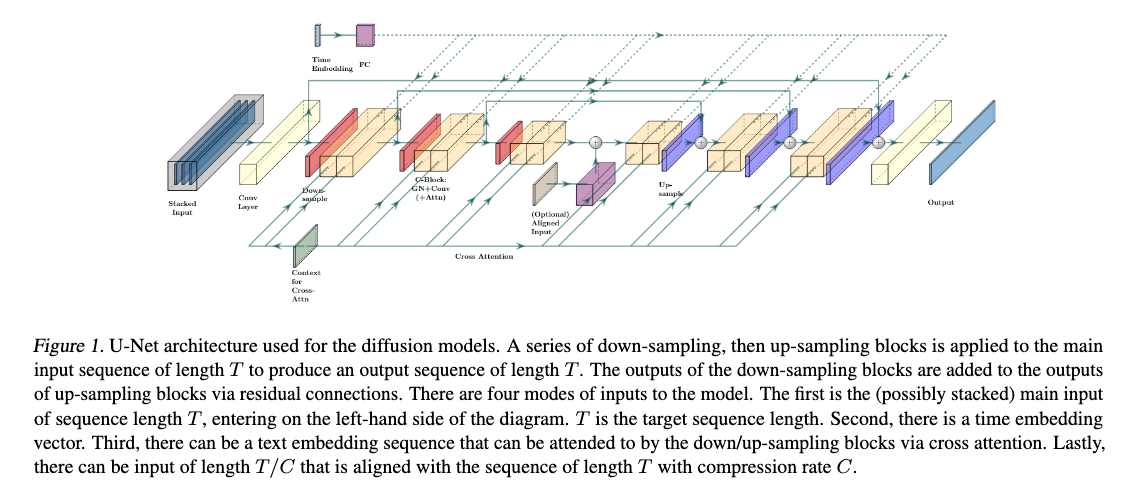 Time
Embedding
FC
Stacked
Input
Conv
Layer
Down-
sample
C-Block:
GN+Conv
(+Attn)
(Optional)
Aligned
Input
Up-
sample
Output
Cross Attention
Context
for
Cross-
Attn
Figure 1. U-Net architecture used for the diffusion models. A series of down-sampling, then up-sampling blocks is applied to the main
input sequence of length T to produce an output sequence of length T. The outputs of the down-sampling blocks are added to the outputs
of up-sampling blocks via residual connections. There are four modes of inputs to the model. The first is the (possibly stacked) main input
of sequence length T, entering on the left-hand side of the diagram. T is the target sequence length. Second, there is a time embedding
vector. Third, there can be a text embedding sequence that can be attended to by the down/up-sampling blocks via cross attention. Lastly,
there can be input of length T/C that is aligned with the sequence of length T with compression rate C.